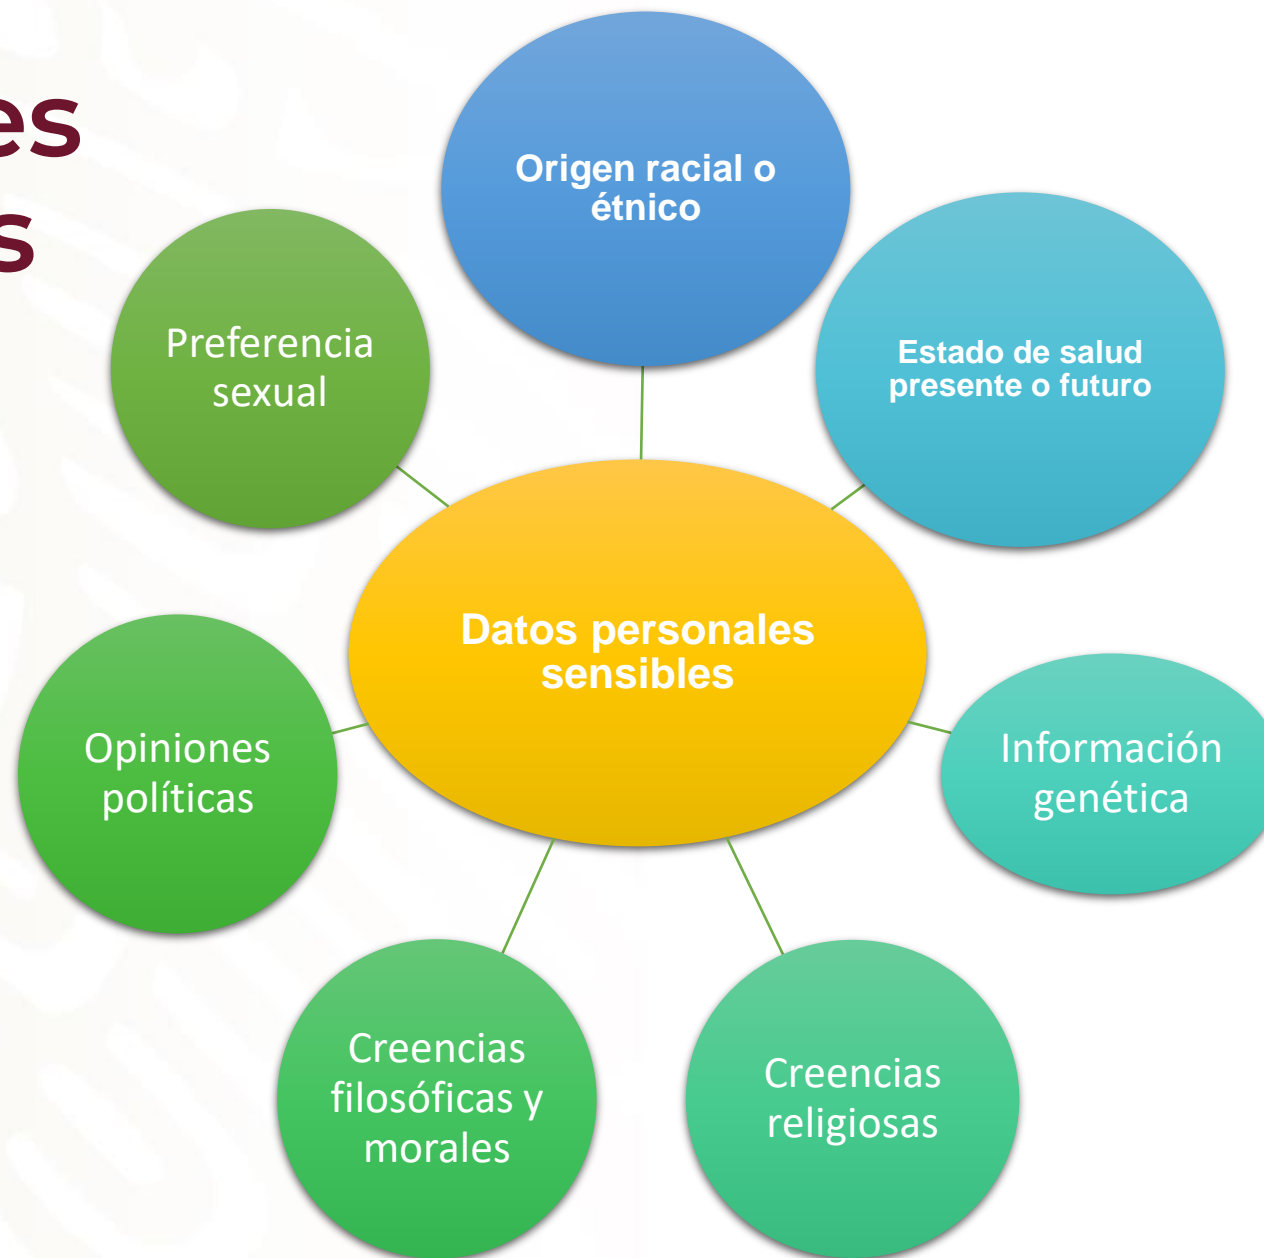 Origen racial o
étnico
Estado de salud
presente o futuro
Preferencia
sexual
Datos personales
sensibles
Información
genética
Opiniones
políticas
Creencias
religiosas
Creencias
filosóficas y
morales